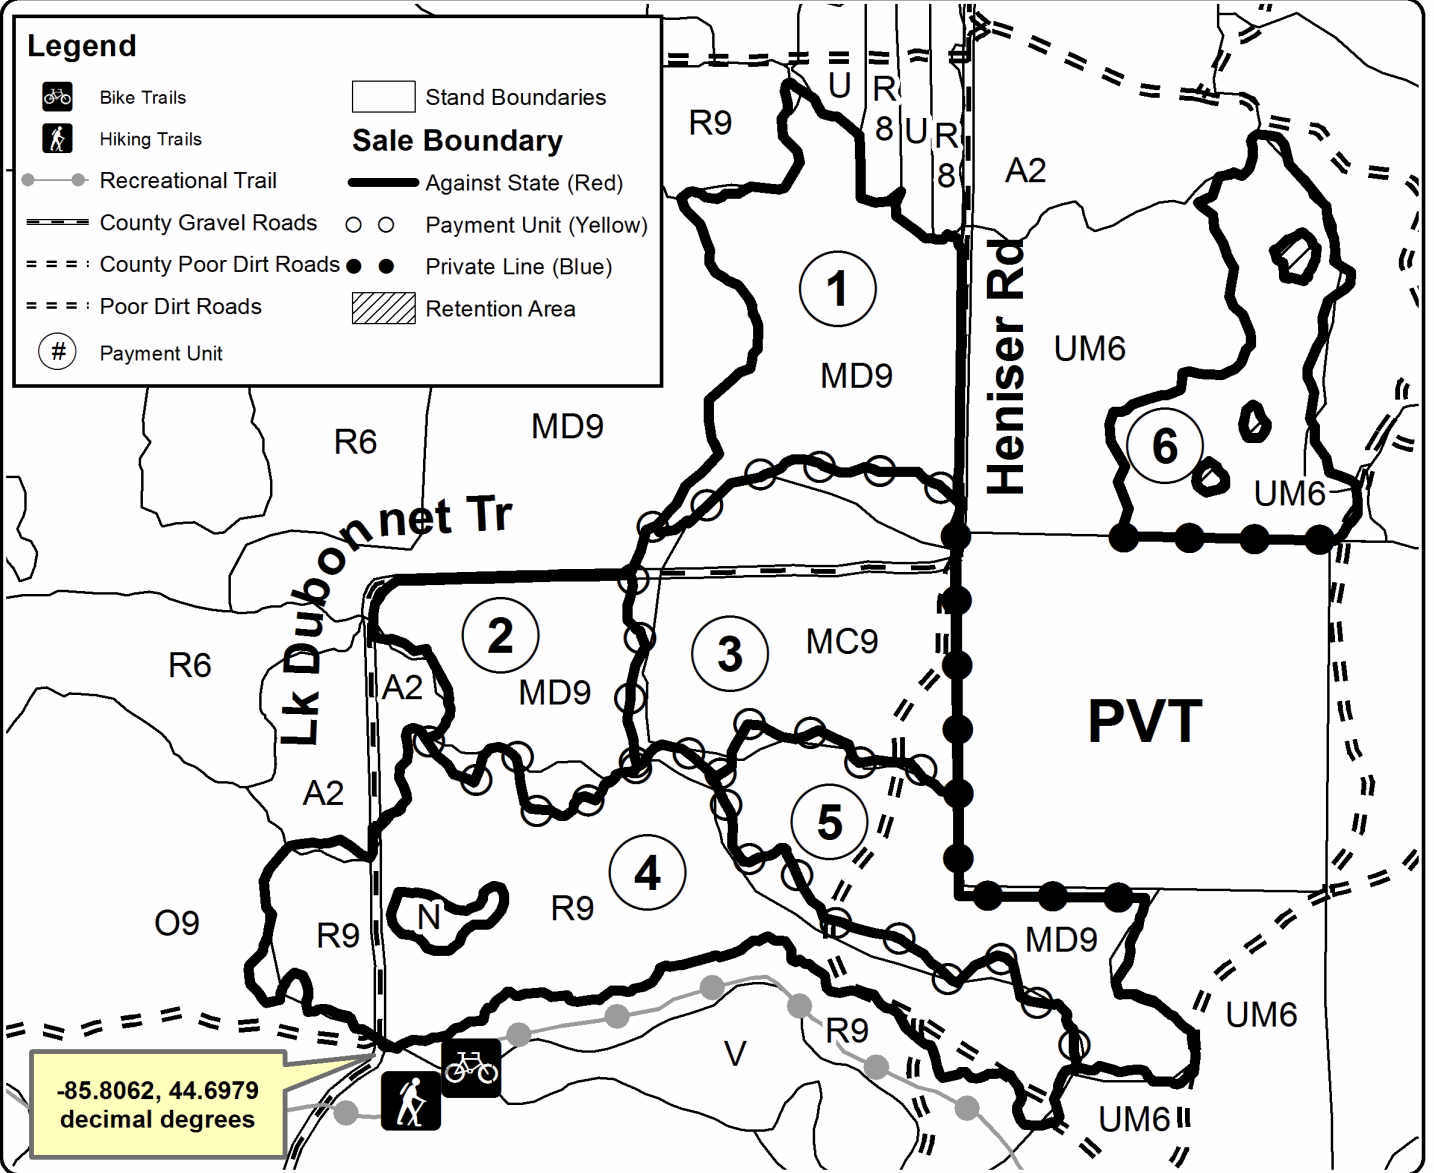 Legend
Bike Trails
Hiking Trails
Recreational Trail
County Gravel Roads
County Poor Dirt Roads
Poor Dirt Roads
# Payment Unit
Stand Boundaries
Sale Boundary
Against State (Red)
Payment Unit (Yellow)
Private Line (Blue)
Retention Area
R9
U
R
8
U
R
8
A2
1
MD9
Heniser Rd
UM6
6
UM6
R6
MD9
Lk Dubonnet Tr
2
MD9
A2
3
MC9
R6
A2
PVT
5
4
R9
N
R9
O9
MD9
UM6
R9
V
UM6
-85.8062, 44.6979
decimal degrees